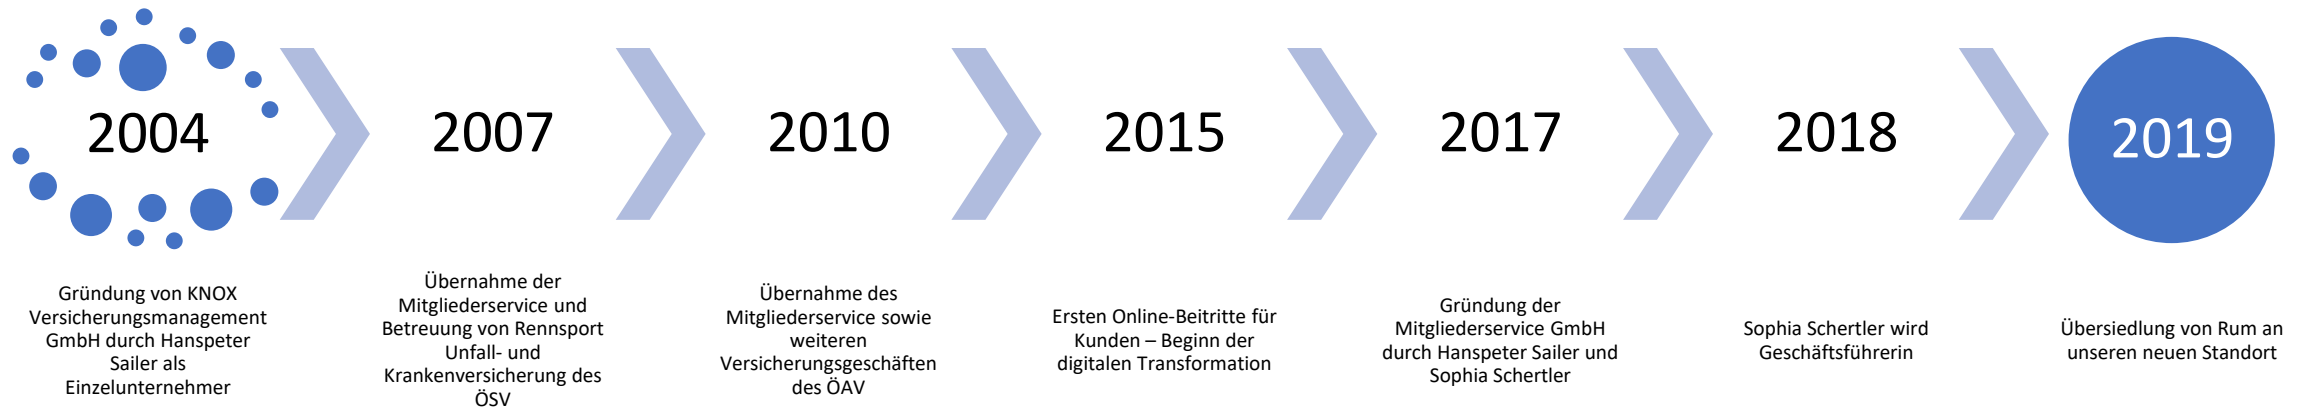 2004
Gründung von KNOX
Versicherungsmanagement
GmbH durch Hanspeter
Sailer als
Einzelunternehmer
2007
Übernahme der
Mitgliederservice und
Betreuung von Rennsport
Unfall- und
Krankenversicherung des
ÖSV
2010
Übernahme des
Mitgliederservice sowie
weiteren
Versicherungsgeschäften
des ÖAV
2015
Ersten Online-Beitritte für
Kunden – Beginn der
digitalen Transformation
2017
Gründung der
Mitgliederservice GmbH
durch Hanspeter Sailer und
Sophia Schertler
2018
Sophia Schertler wird
Geschäftsführerin
2019
Übersiedlung von Rum an
unseren neuen Standort